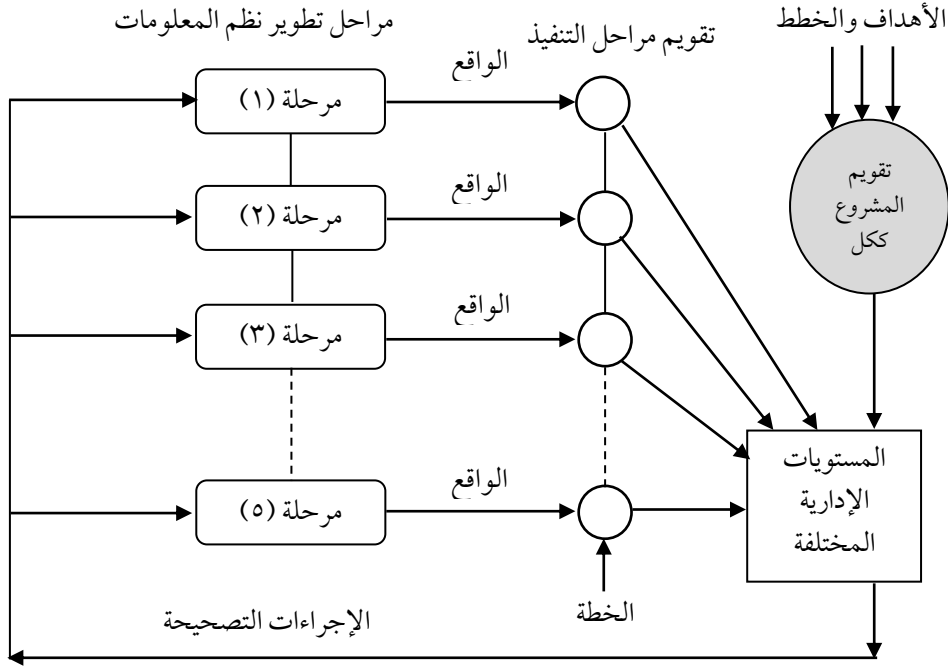 الأهداف والخطط
تقويم مراحل التنفيذ
مراحل تطوير نظم المعلومات
الواقع
مرحلة (١)
تقويم
المشروع
ككل
الواقع
مرحلة (٢)
الواقع
مرحلة (٣)
المستويات
الإدارية
المختلفة
الواقع
مرحلة (٥)
الخطة
الإجراءات التصحيحة